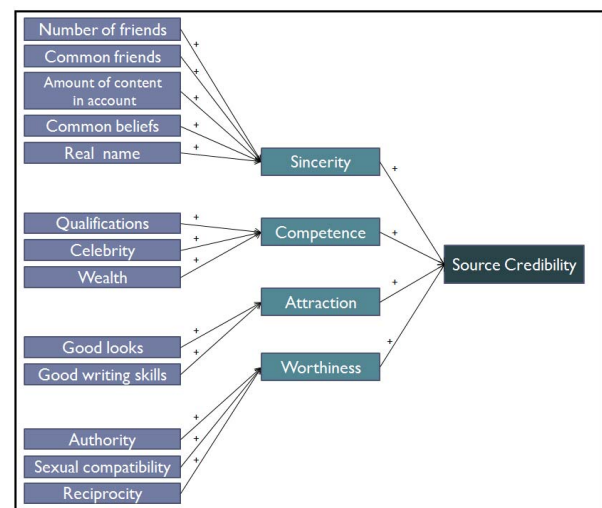 Number of friends
Common friends
Amount of content
in account
Common beliefs
Real name
Qualifications
Celebrity
Wealth
Good looks
Good writing skills
Authority
Sexual compatibility
Reciprocity
+
+
+
+
+
+
+
+
+
+
+
+
+
Sincerity
Competence
Attraction
Worthiness
+
+
+
+
Source Credibility